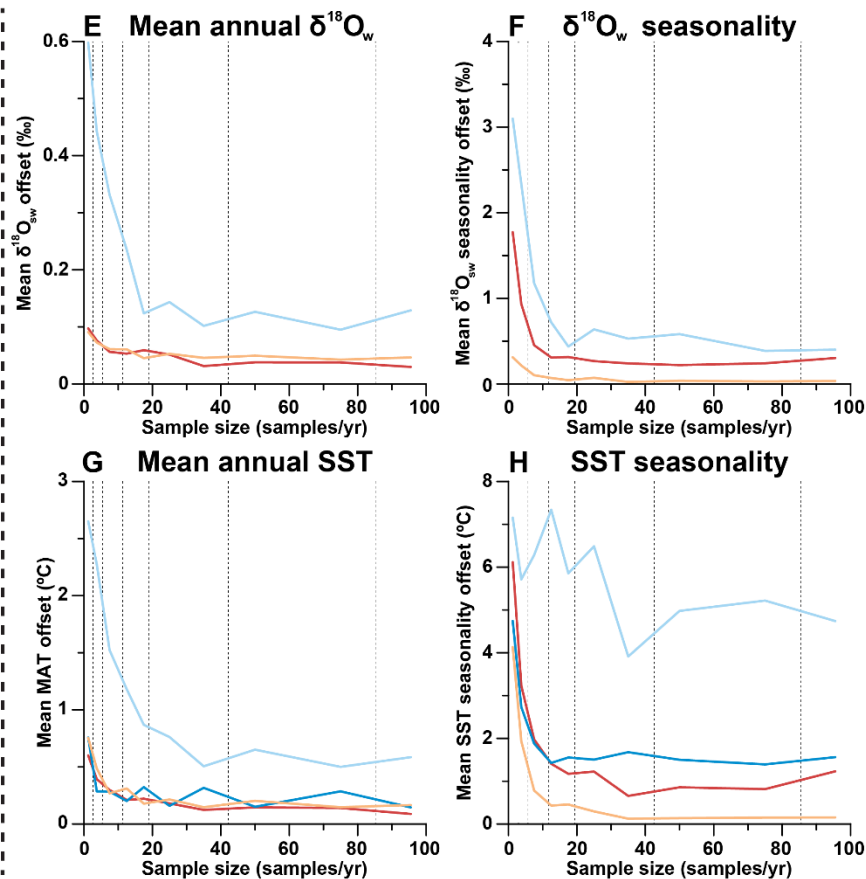 E Mean annual δ¹⁸Ow
Mean δ¹⁸Osw offset (‰)
0.6
0.4
0.2
0
0 20 40 60 80 100
Sample size (samples/yr)
F δ¹⁸Ow seasonality
Mean δ¹⁸Osw seasonality offset (‰)
4
3
2
1
0
0 20 40 60 80 100
Sample size (samples/yr)
G Mean annual SST
Mean MAT offset (ºC)
3
2
1
0
0 20 40 60 80 100
Sample size (samples/yr)
H SST seasonality
Mean SST seasonality offset (ºC)
8
6
4
2
0
0 20 40 60 80 100
Sample size (samples/yr)